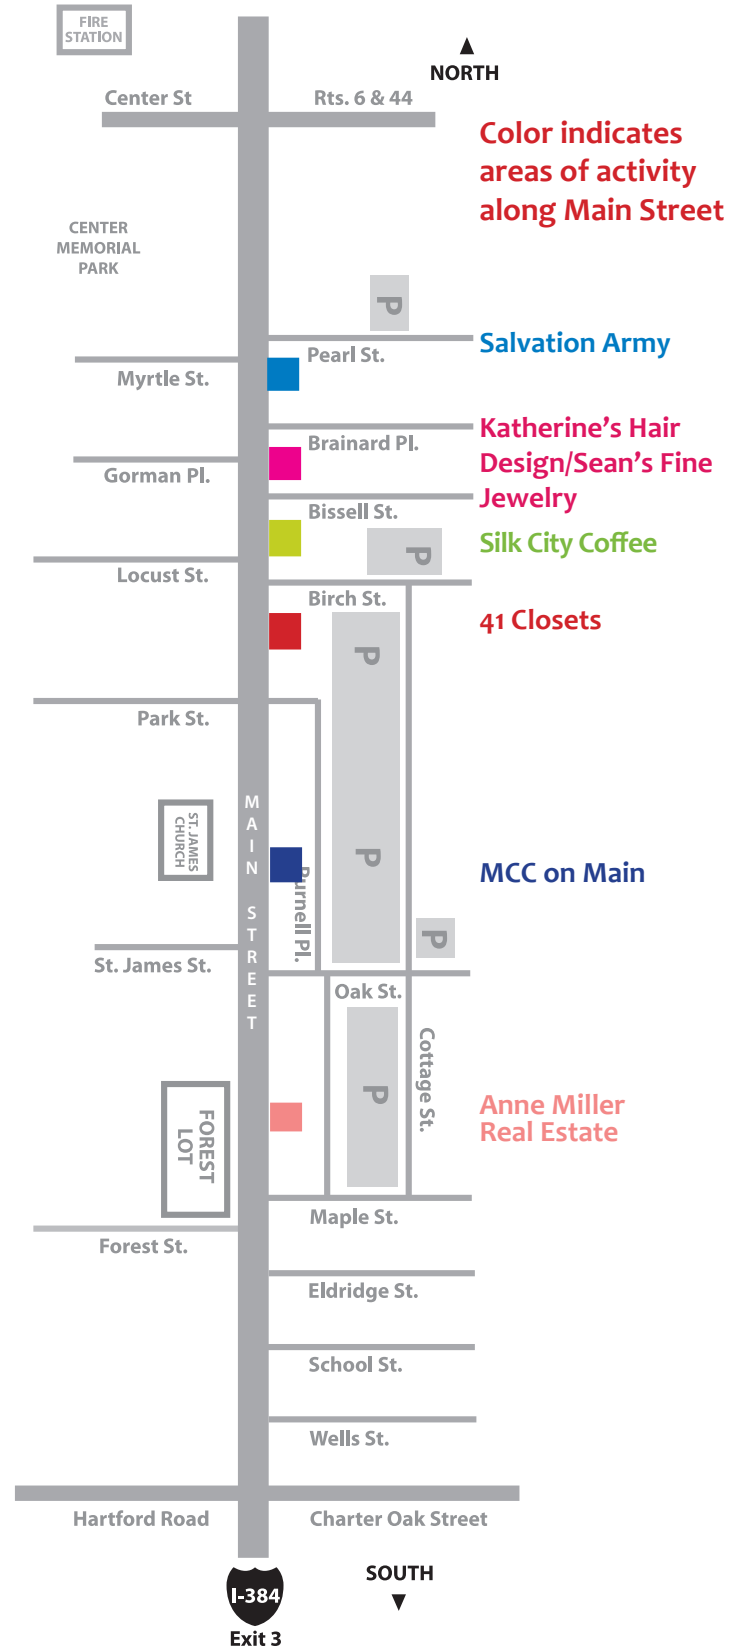 FIRE
STATION
NORTH
Center St
Rts. 6 & 44
Color indicates
areas of activity
along Main Street
CENTER
MEMORIAL
PARK
P
Pearl St.
Salvation Army
Myrtle St.
Brainard Pl.
Katherine's Hair
Design/Sean's Fine
Jewelry
Gorman Pl.
Bissell St.
P
Silk City Coffee
Locust St.
Birch St.
41 Closets
P
Park St.
MAIN STREET
ST. JAMES
CHURCH
P
MCC on Main
Purnell Pl.
P
St. James St.
Oak St.
Cottage St.
P
Anne Miller
Real Estate
FOREST
LOT
Maple St.
Forest St.
Eldridge St.
School St.
Wells St.
Hartford Road
Charter Oak Street
SOUTH
I-384
Exit 3